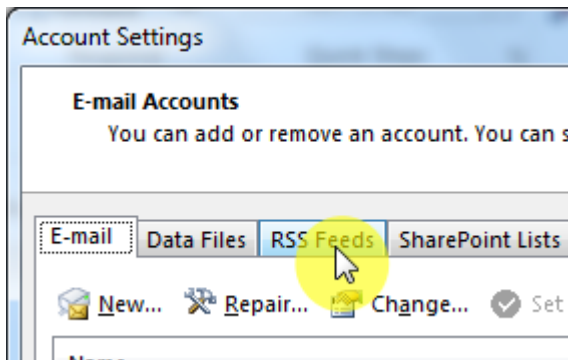 Account Settings
E-mail Accounts
You can add or remove an account. You can s
E-mail Data Files RSS Feeds SharePoint Lists
New... Repair... Change... Set
Name